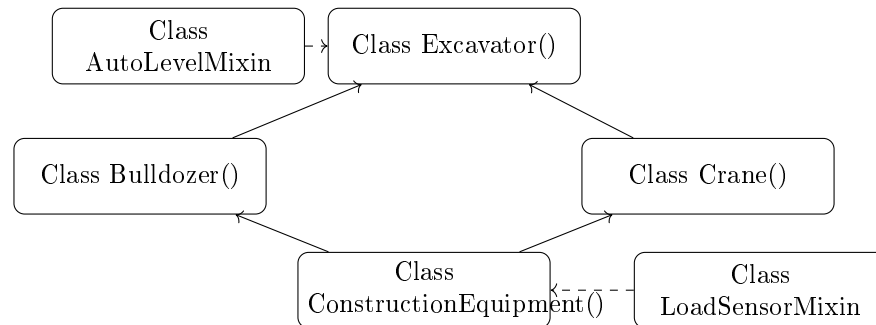 Class
AutoLevelMixin
Class Excavator()
Class Bulldozer()
Class Crane()
Class
ConstructionEquipment()
Class
LoadSensorMixin